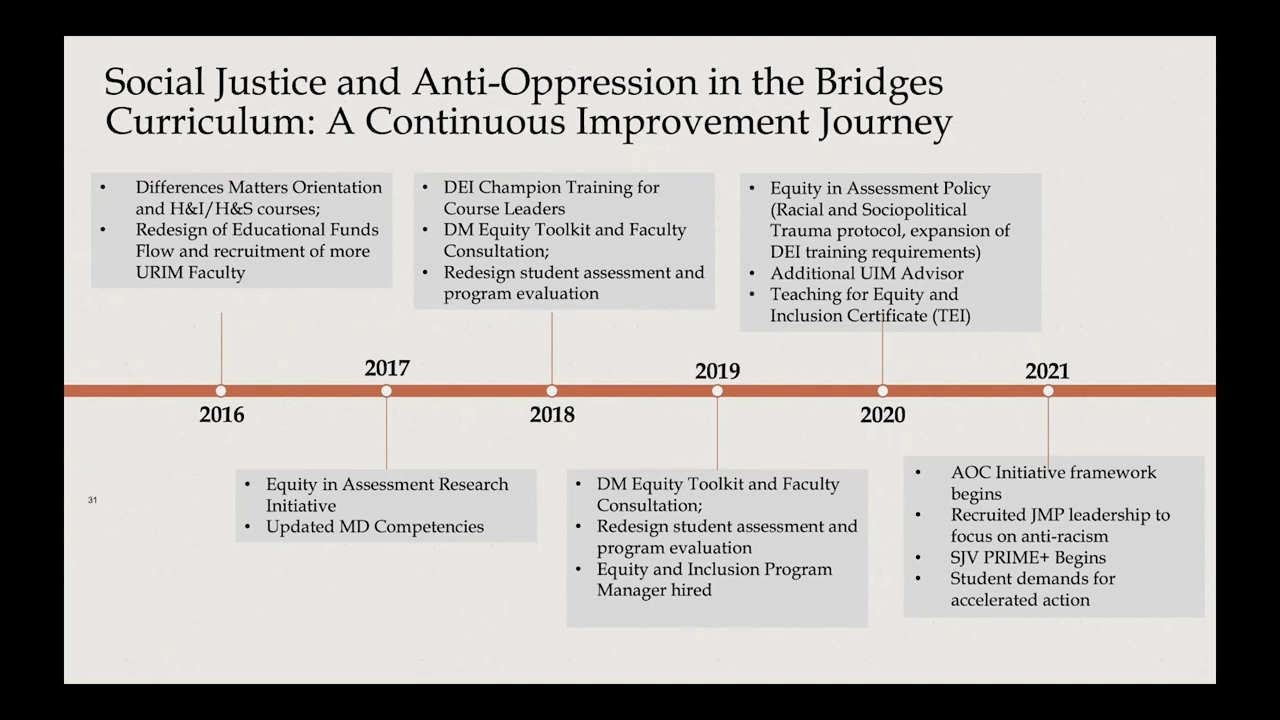 Social Justice and Anti-Oppression in the Bridges
Curriculum: A Continuous Improvement Journey
• Differences Matters Orientation
and H&I/H&S courses;
• Redesign of Educational Funds
Flow and recruitment of more
URIM Faculty
• DEI Champion Training for
Course Leaders
• DM Equity Toolkit and Faculty
Consultation;
• Redesign student assessment and
program evaluation
• Equity in Assessment Policy
(Racial and Sociopolitical
Trauma protocol, expansion of
DEI training requirements)
• Additional UIM Advisor
• Teaching for Equity and
Inclusion Certificate (TEI)
2016
2017
2018
2019
2020
2021
• Equity in Assessment Research
Initiative
• Updated MD Competencies
• DM Equity Toolkit and Faculty
Consultation;
• Redesign student assessment and
program evaluation
• Equity and Inclusion Program
Manager hired
• AOC Initiative framework
begins
• Recruited JMP leadership to
focus on anti-racism
• SJV PRIME+ Begins
• Student demands for
accelerated action
31